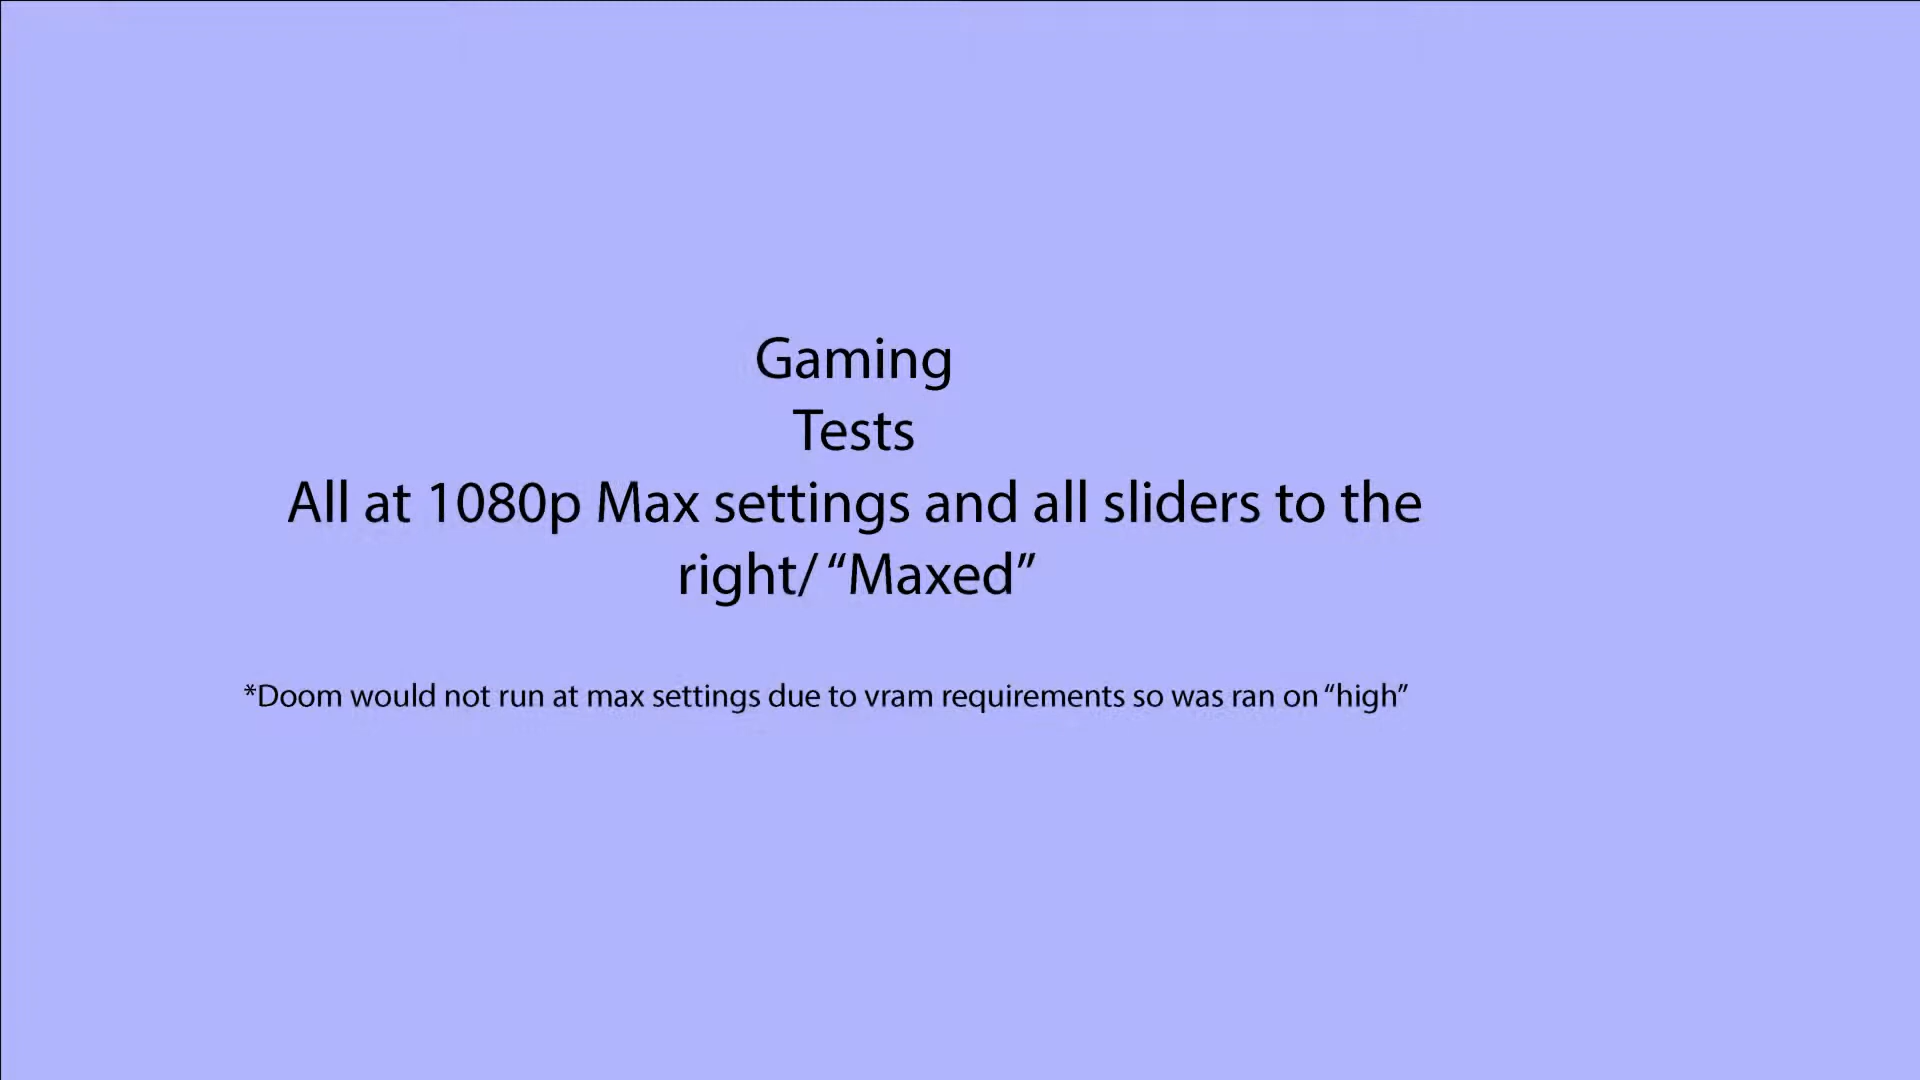 Gaming
Tests
All at 1080p Max settings and all sliders to the
right/ “Maxed”
*Doom would not run at max settings due to vram requirements so was ran on “high”